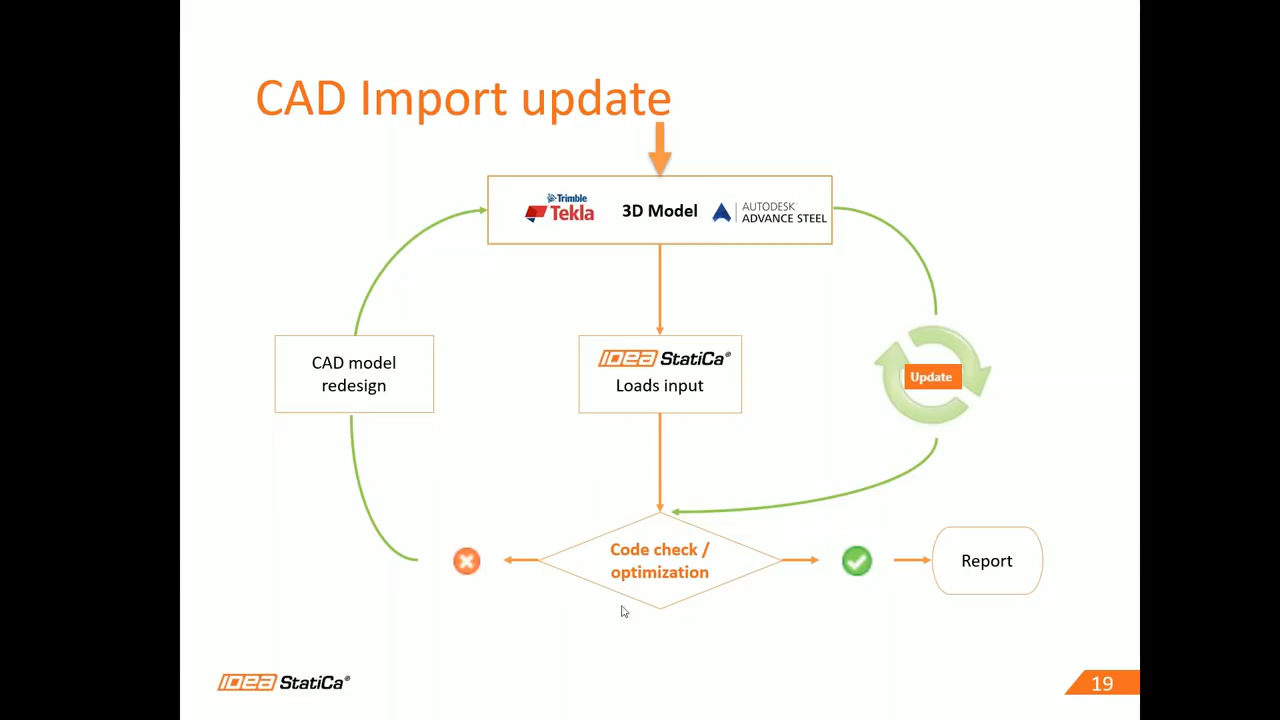 CAD Import update
Trimble
Tekla
3D Model
AUTODESK
ADVANCE STEEL
CAD model
redesign
IDEA StatiCa®
Loads input
Update
Code check /
optimization
Report
IDEA StatiCa®
19